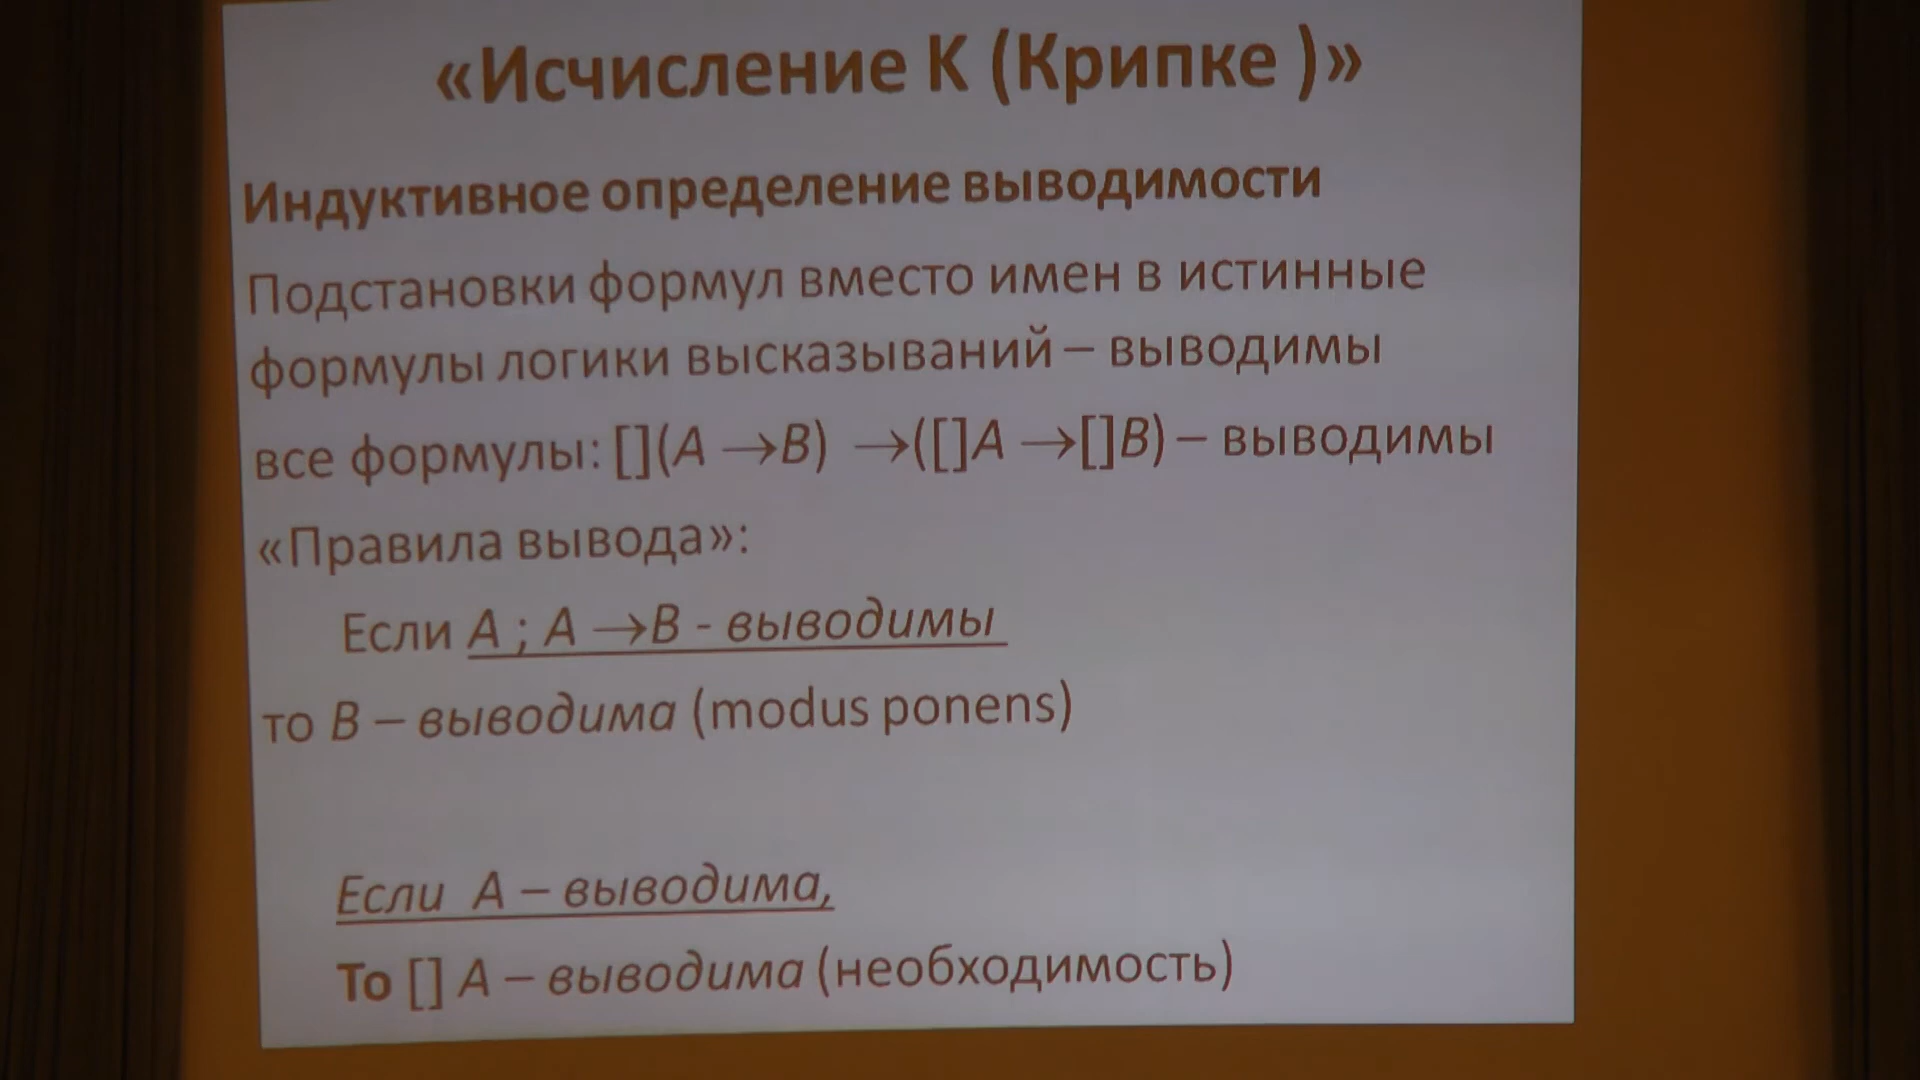 «Исчисление К (Крипке )»
Индуктивное определение выводимости
Подстановки формул вместо имен в истинные
формулы логики высказываний – выводимы
все формулы: [](A →B) →([]A →[]B) – выводимы
«Правила вывода»:
Если A ; A →B - выводимы
то B – выводима (modus ponens)
Если A – выводима,
То [] A – выводима (необходимость)